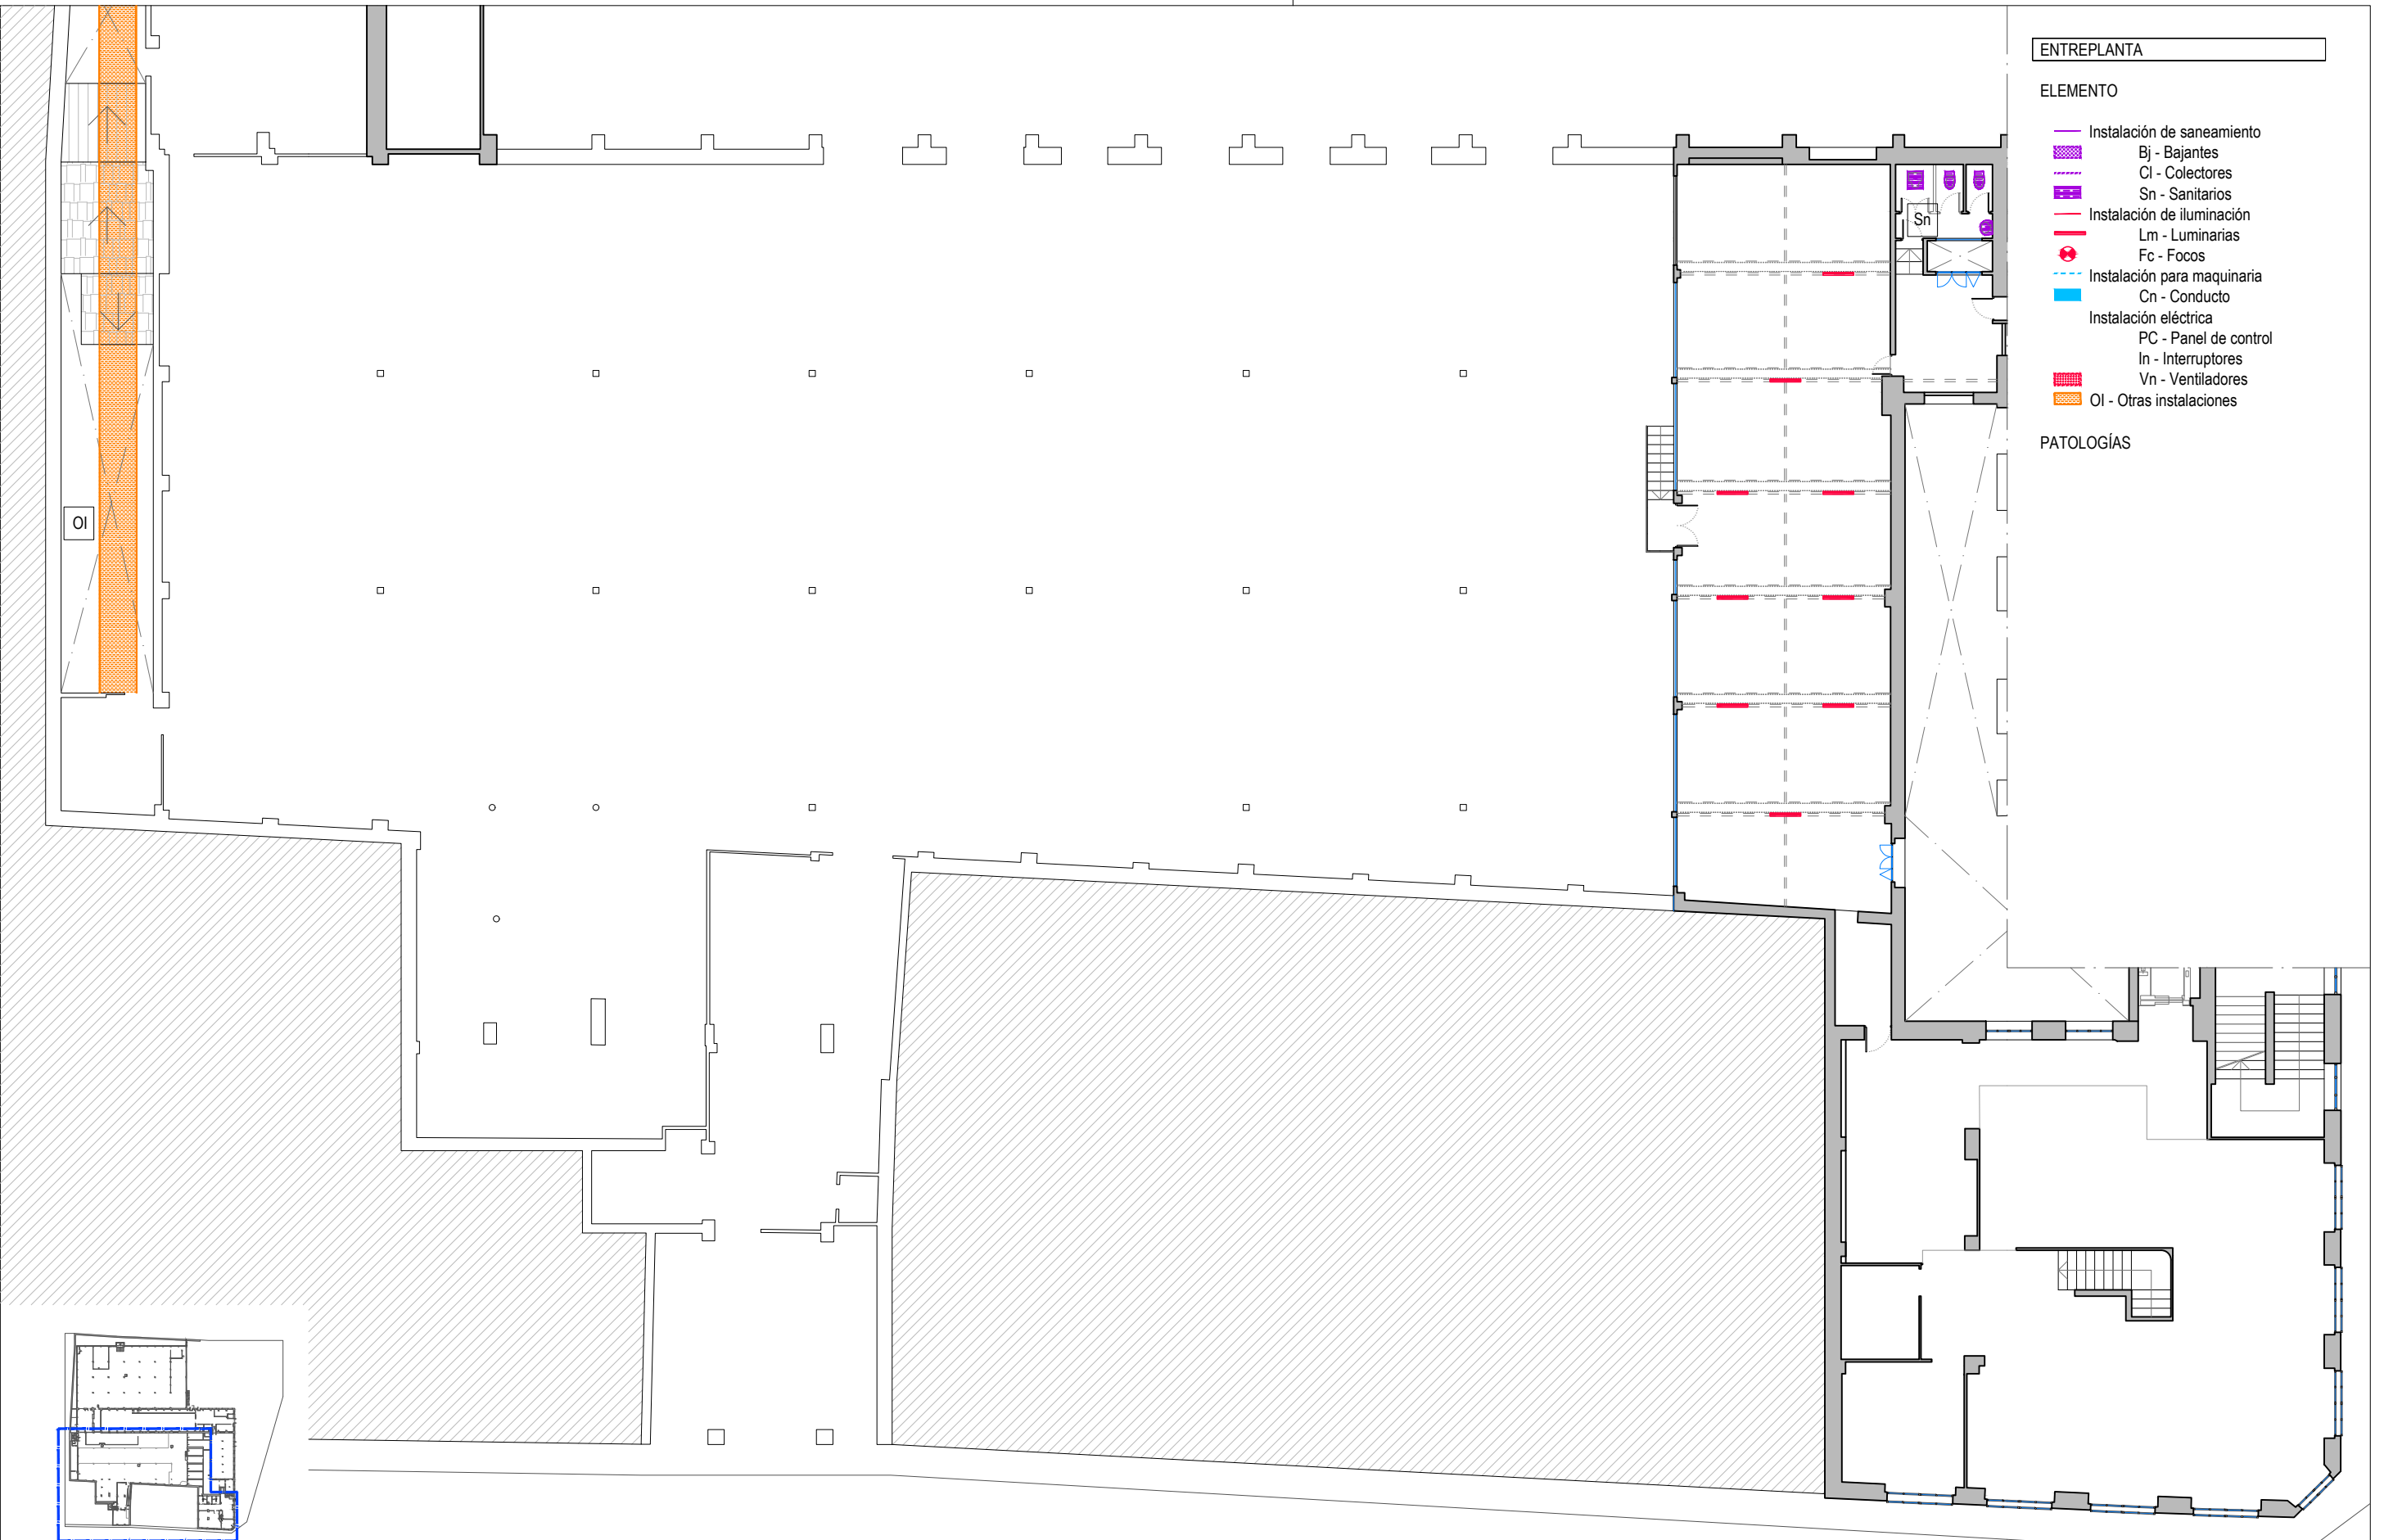 ENTREPLANTA
ELEMENTO
Instalación de saneamiento
Bj - Bajantes
Cl - Colectores
Sn - Sanitarios
Instalación de iluminación
Lm - Luminarias
Fc - Focos
Instalación para maquinaria
Cn - Conducto
Instalación eléctrica
PC - Panel de control
In - Interruptores
Vn - Ventiladores
OI - Otras instalaciones
PATOLOGÍAS
Sn
OI